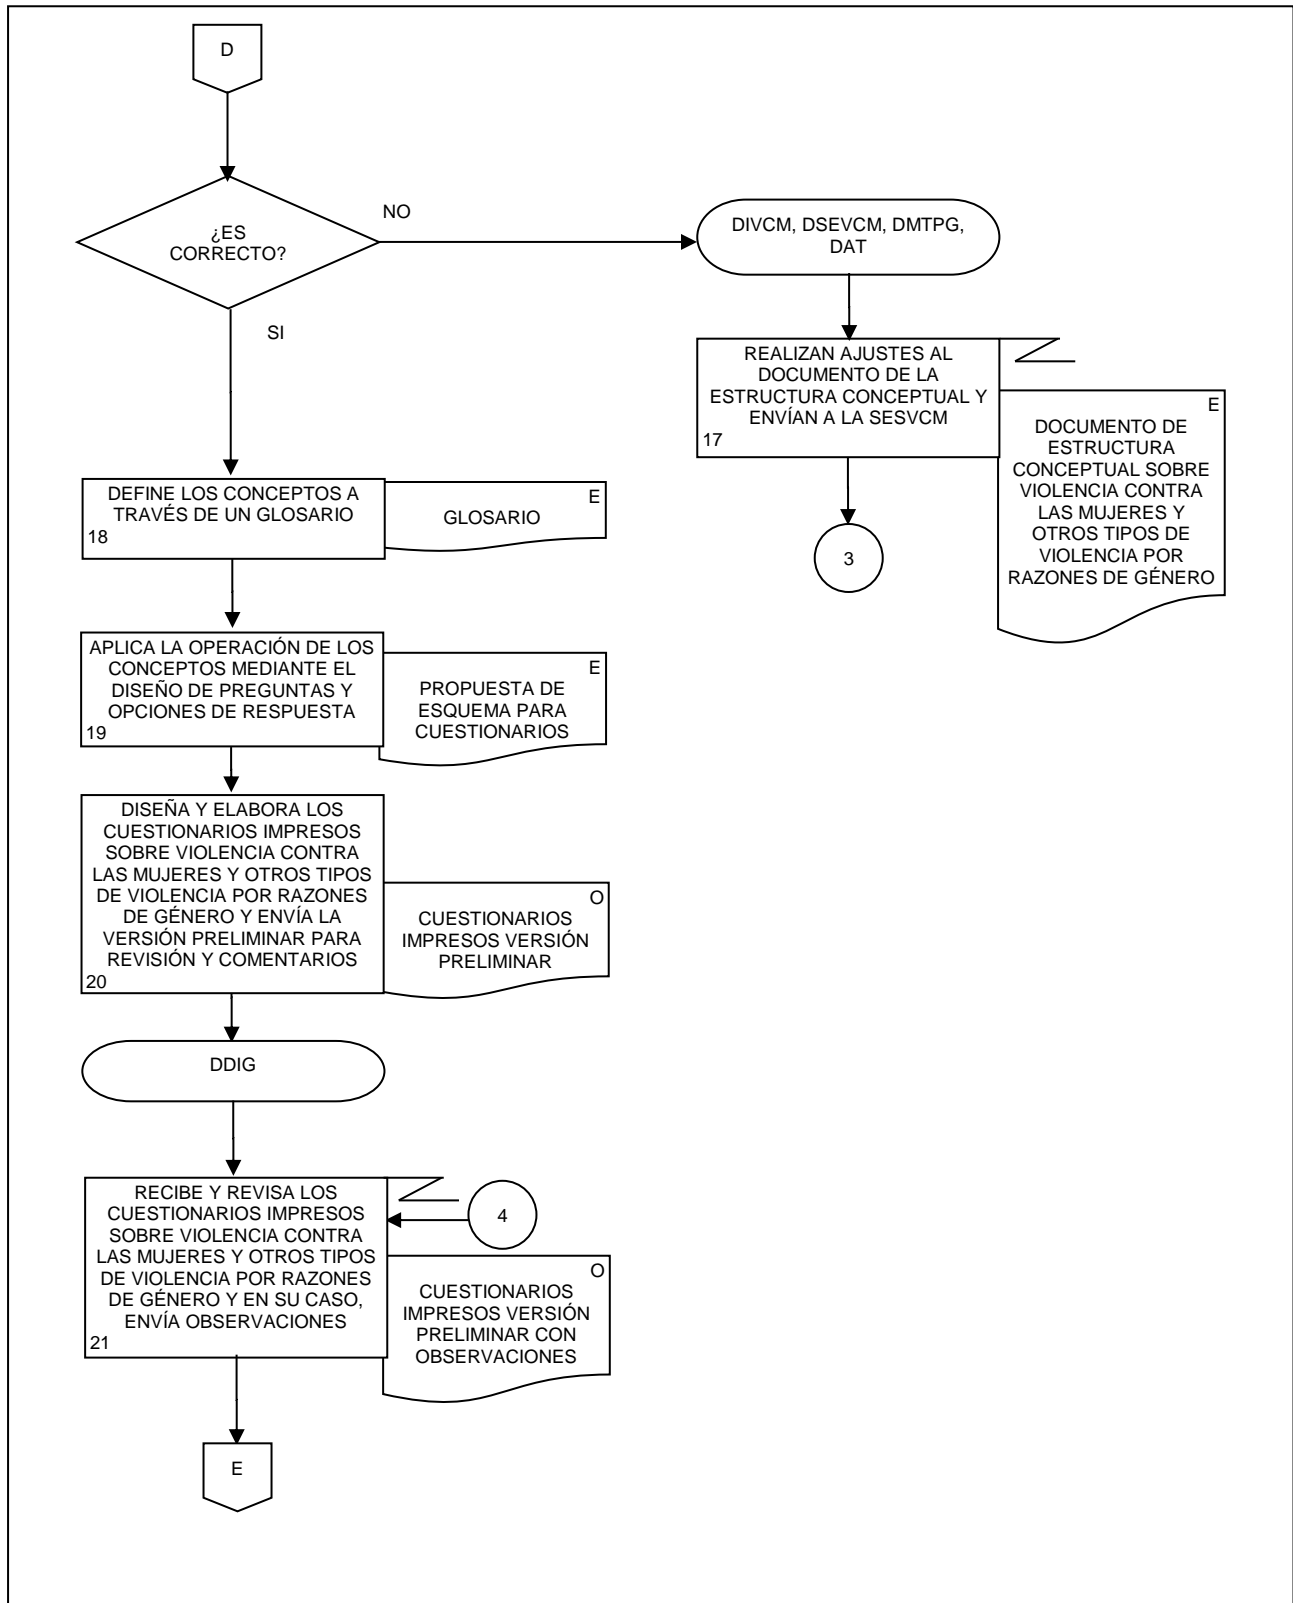 D
¿ES
CORRECTO?
NO
SI
DIVCM, DSEVCM, DMTPG,
DAT
REALIZAN AJUSTES AL
DOCUMENTO DE LA
ESTRUCTURA CONCEPTUAL Y
ENVÍAN A LA SESVCM
17
E
DOCUMENTO DE
ESTRUCTURA
CONCEPTUAL SOBRE
VIOLENCIA CONTRA
LAS MUJERES Y
OTROS TIPOS DE
VIOLENCIA POR
RAZONES DE GÉNERO
3
DEFINE LOS CONCEPTOS A
TRAVÉS DE UN GLOSARIO
18
E
GLOSARIO
APLICA LA OPERACIÓN DE LOS
CONCEPTOS MEDIANTE EL
DISEÑO DE PREGUNTAS Y
OPCIONES DE RESPUESTA
19
E
PROPUESTA DE
ESQUEMA PARA
CUESTIONARIOS
DISEÑA Y ELABORA LOS
CUESTIONARIOS IMPRESOS
SOBRE VIOLENCIA CONTRA
LAS MUJERES Y OTROS TIPOS
DE VIOLENCIA POR RAZONES
DE GÉNERO Y ENVÍA LA
VERSIÓN PRELIMINAR PARA
REVISIÓN Y COMENTARIOS
20
O
CUESTIONARIOS
IMPRESOS VERSIÓN
PRELIMINAR
DDIG
RECIBE Y REVISA LOS
CUESTIONARIOS IMPRESOS
SOBRE VIOLENCIA CONTRA
LAS MUJERES Y OTROS TIPOS
DE VIOLENCIA POR RAZONES
DE GÉNERO Y EN SU CASO,
ENVÍA OBSERVACIONES
21
4
O
CUESTIONARIOS
IMPRESOS VERSIÓN
PRELIMINAR CON
OBSERVACIONES
E